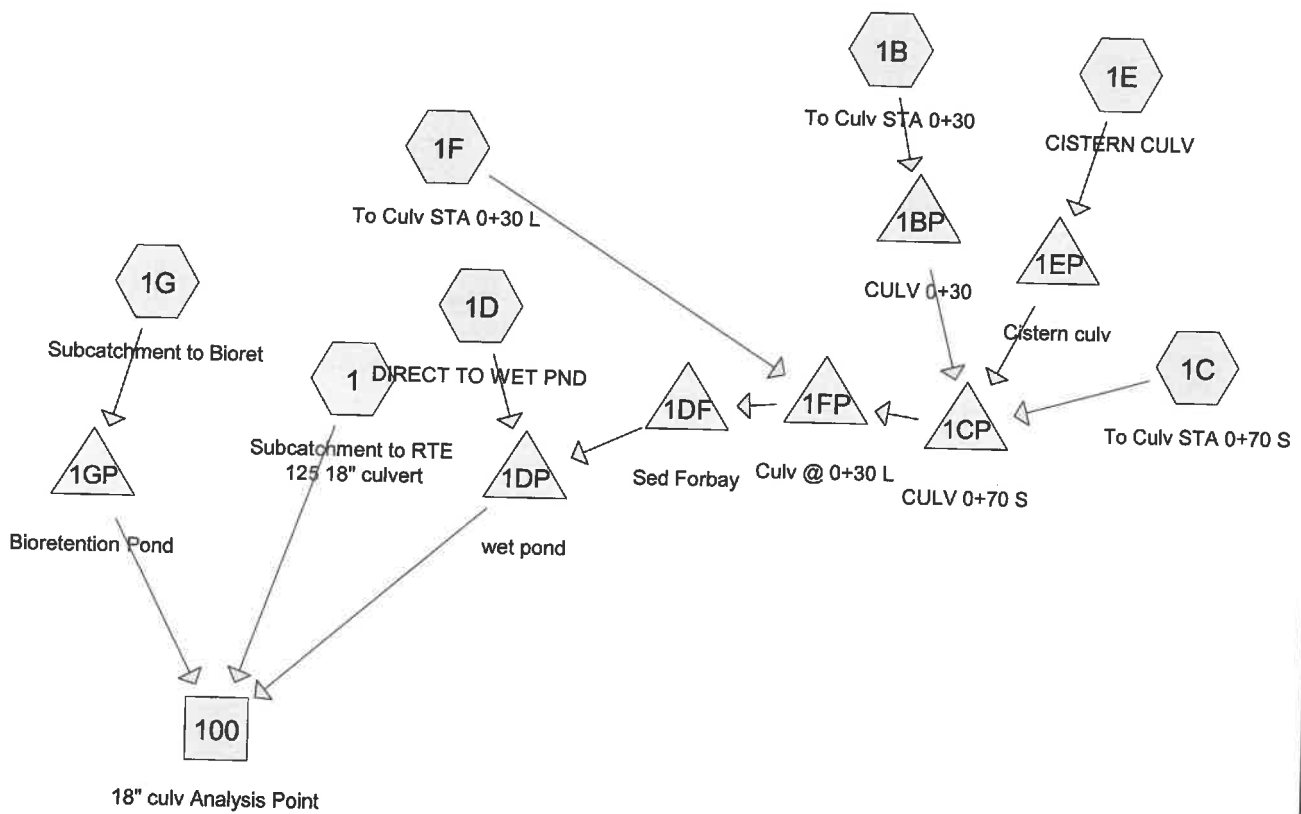 1B
To Culv STA 0+30
1E
CISTERN CULV
1F
To Culv STA 0+30 L
1BP
CULV 0+30
1EP
Cistern culv
1G
Subcatchment to Bioret
1D
DIRECT TO WET PND
1
Subcatchment to RTE
125 18" culvert
1C
To Culv STA 0+70 S
1DF
Sed Forbay
1FP
Culv @ 0+30 L
1CP
CULV 0+70 S
1GP
Bioretention Pond
1DP
wet pond
100
18" culv Analysis Point